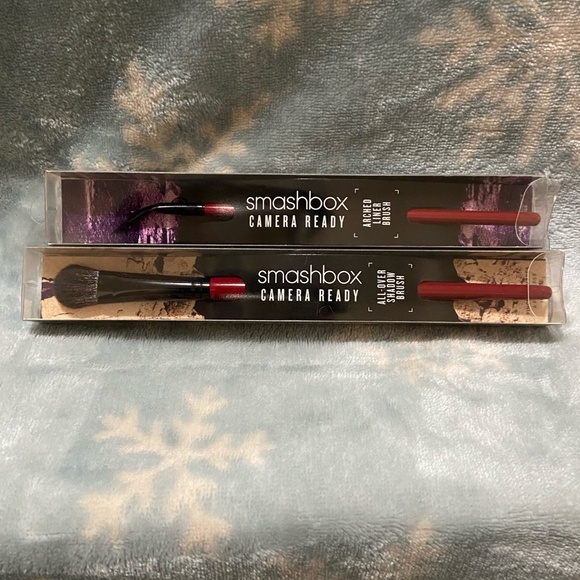 smashbox
CAMERA READY
ARCHED
LINER
BRUSH
smashbox
CAMERA READY
ALL-OVER
SHADOW
BRUSH